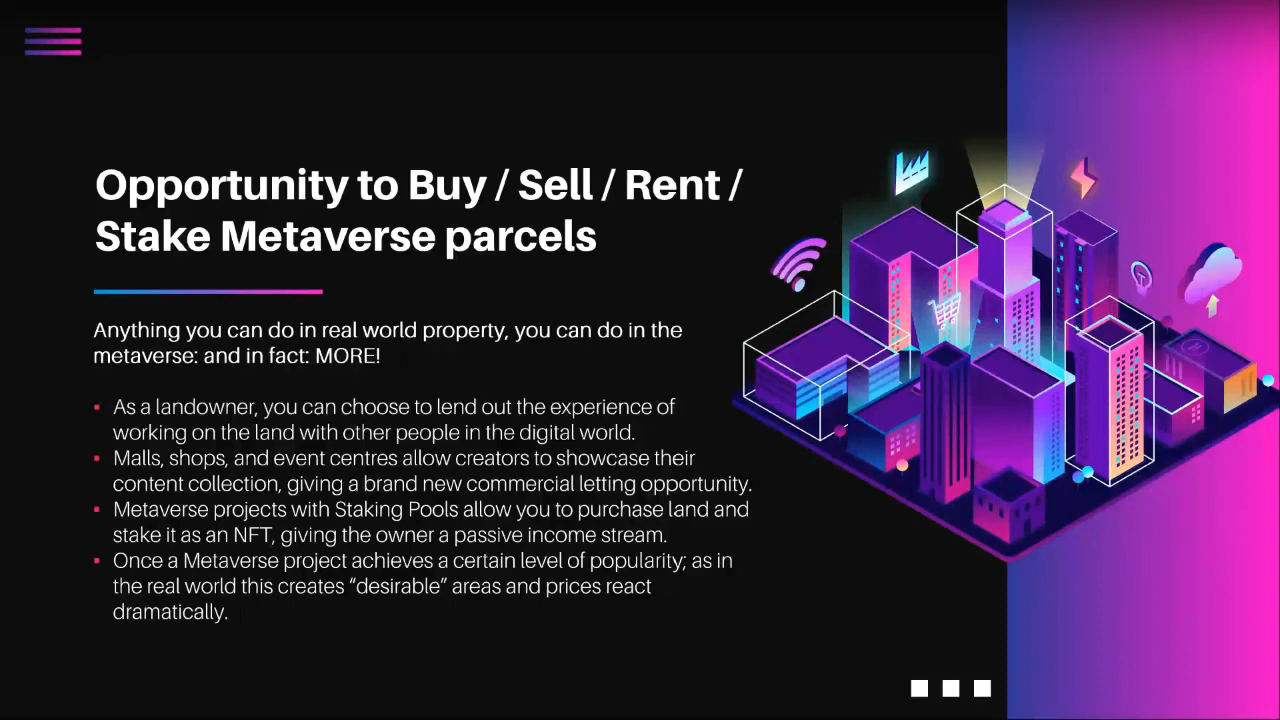 Opportunity to Buy / Sell / Rent /
Stake Metaverse parcels
Anything you can do in real world property, you can do in the
metaverse: and in fact: MORE!
▪ As a landowner, you can choose to lend out the experience of
working on the land with other people in the digital world.
▪ Malls, shops, and event centres allow creators to showcase their
content collection, giving a brand new commercial letting opportunity.
▪ Metaverse projects with Staking Pools allow you to purchase land and
stake it as an NFT, giving the owner a passive income stream.
▪ Once a Metaverse project achieves a certain level of popularity; as in
the real world this creates “desirable” areas and prices react
dramatically.